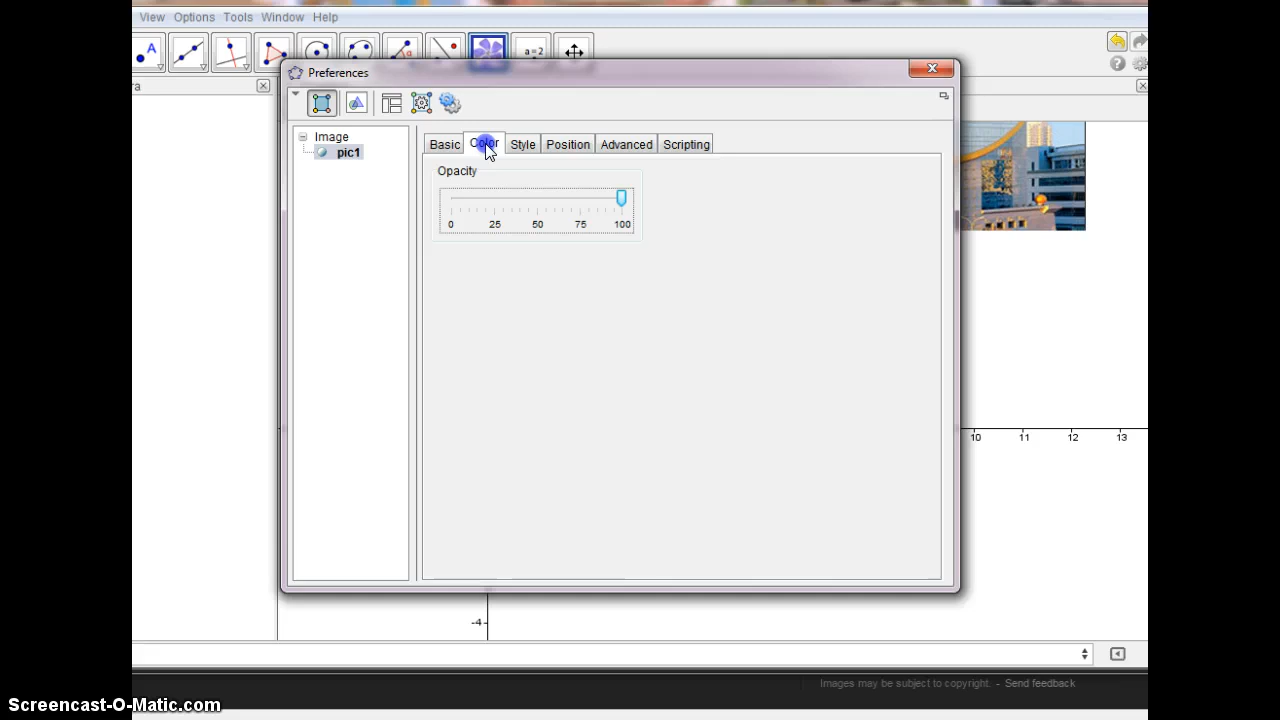 View Options Tools Window Help
A
a=2
Preferences
ra
Image
pic1
Basic Color Style Position Advanced Scripting
Opacity
0 25 50 75 100
10 11 12 13
-4
Images may be subject to copyright. - Send feedback
Screencast-O-Matic.com